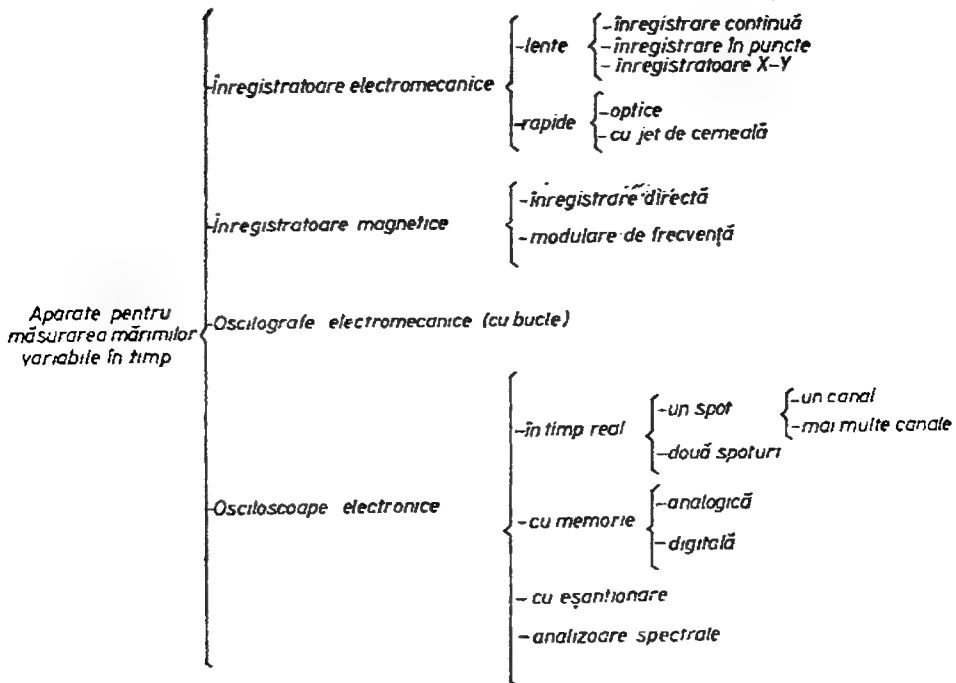 Aparate pentru
măsurarea mărimilor
variabile în timp
-Înregistratoare electromecanice
-lente
-înregistrare continuă
-înregistrare în puncte
- înregistratoare X-Y
-rapide
-optice
-cu jet de cerneală
-Înregistratoare magnetice
-înregistrare directă
-modulare de frecvență
-Oscilografe electromecanice (cu bucle)
-Osciloscoape electronice
-în timp real
-un spot
-un canal
-mai multe canale
-două spoturi
-cu memorie
-analogică
-digitală
-cu eşantionare
-analizoare spectrale